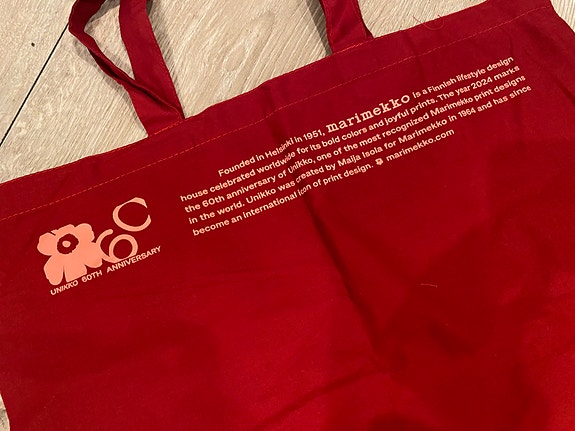 Founded in Helsinki in 1951, marimekko is a Finnish lifestyle design
house celebrated worldwide for its bold colors and joyful prints. The year 2024 marks
the 60th anniversary of Unikko, one of the most recognized Marimekko print designs
in the world. Unikko was created by Maija Isola for Marimekko in 1964 and has since
become an international icon of print design. marimekko.com
60
UNIKKO 60TH ANNIVERSARY